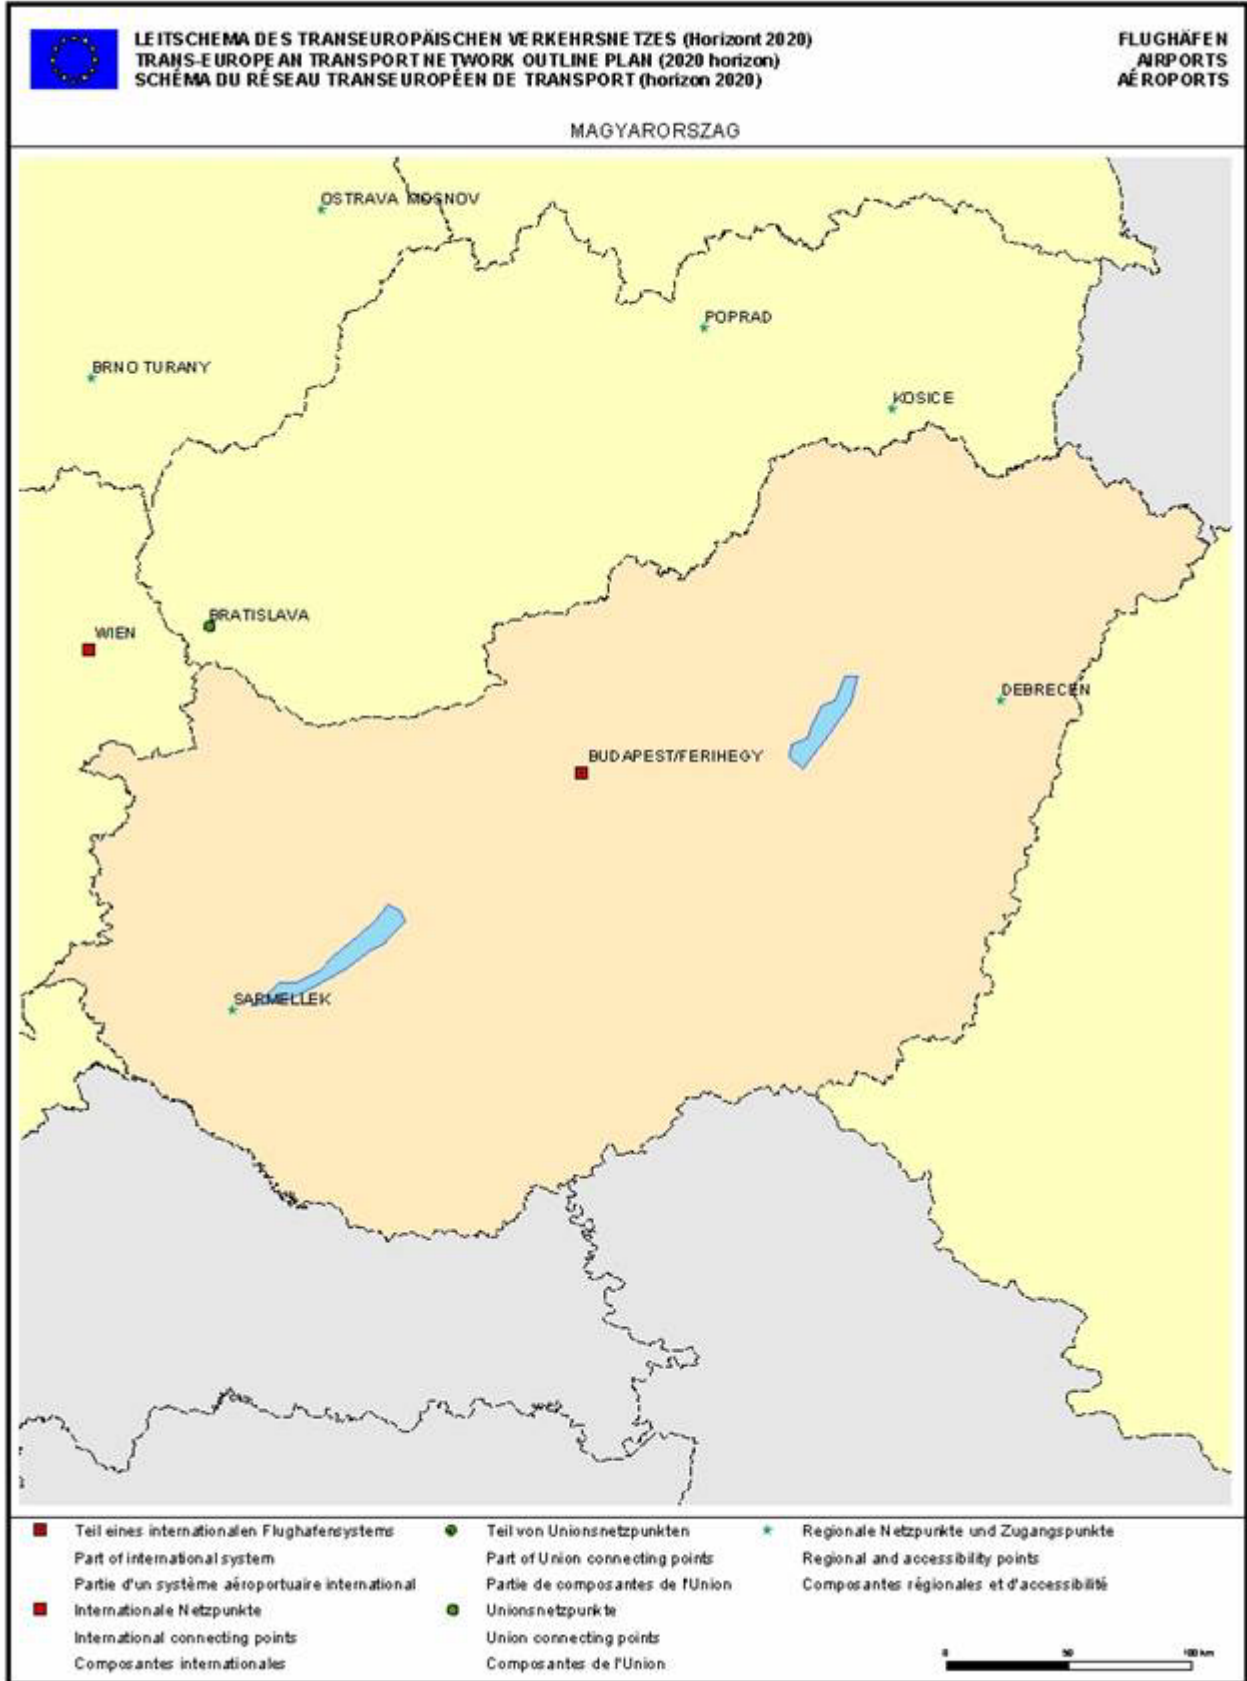 LEITSCHEMA DES TRANSEUROPÄISCHEN VERKEHRSNETZES (Horizont 2020)
TRANS-EUROPEAN TRANSPORT NETWORK OUTLINE PLAN (2020 horizon)
SCHÉMA DU RÉSEAU TRANSEUROPÉEN DE TRANSPORT (horizon 2020)
FLUGHÄFEN
AIRPORTS
AÉROPORTS
MAGYARORSZAG
OSTRAVA MOSNOV
POPRAD
BRNO TURANY
KOSICE
BRATISLAVA
WIEN
DEBRECEN
BUDAPEST/FERIHEGY
SARMELLEK
Teil eines internationalen Flughafensystems
Part of international system
Partie d'un système aéroportuaire international
Internationale Netzpunkte
International connecting points
Composantes internationales
Teil von Unionsnetzpunkten
Part of Union connecting points
Partie de composantes de l'Union
Unionsnetzpunkte
Union connecting points
Composantes de l'Union
Regionale Netzpunkte und Zugangspunkte
Regional and accessibility points
Composantes régionales et d'accessibilité
0 50 100 km